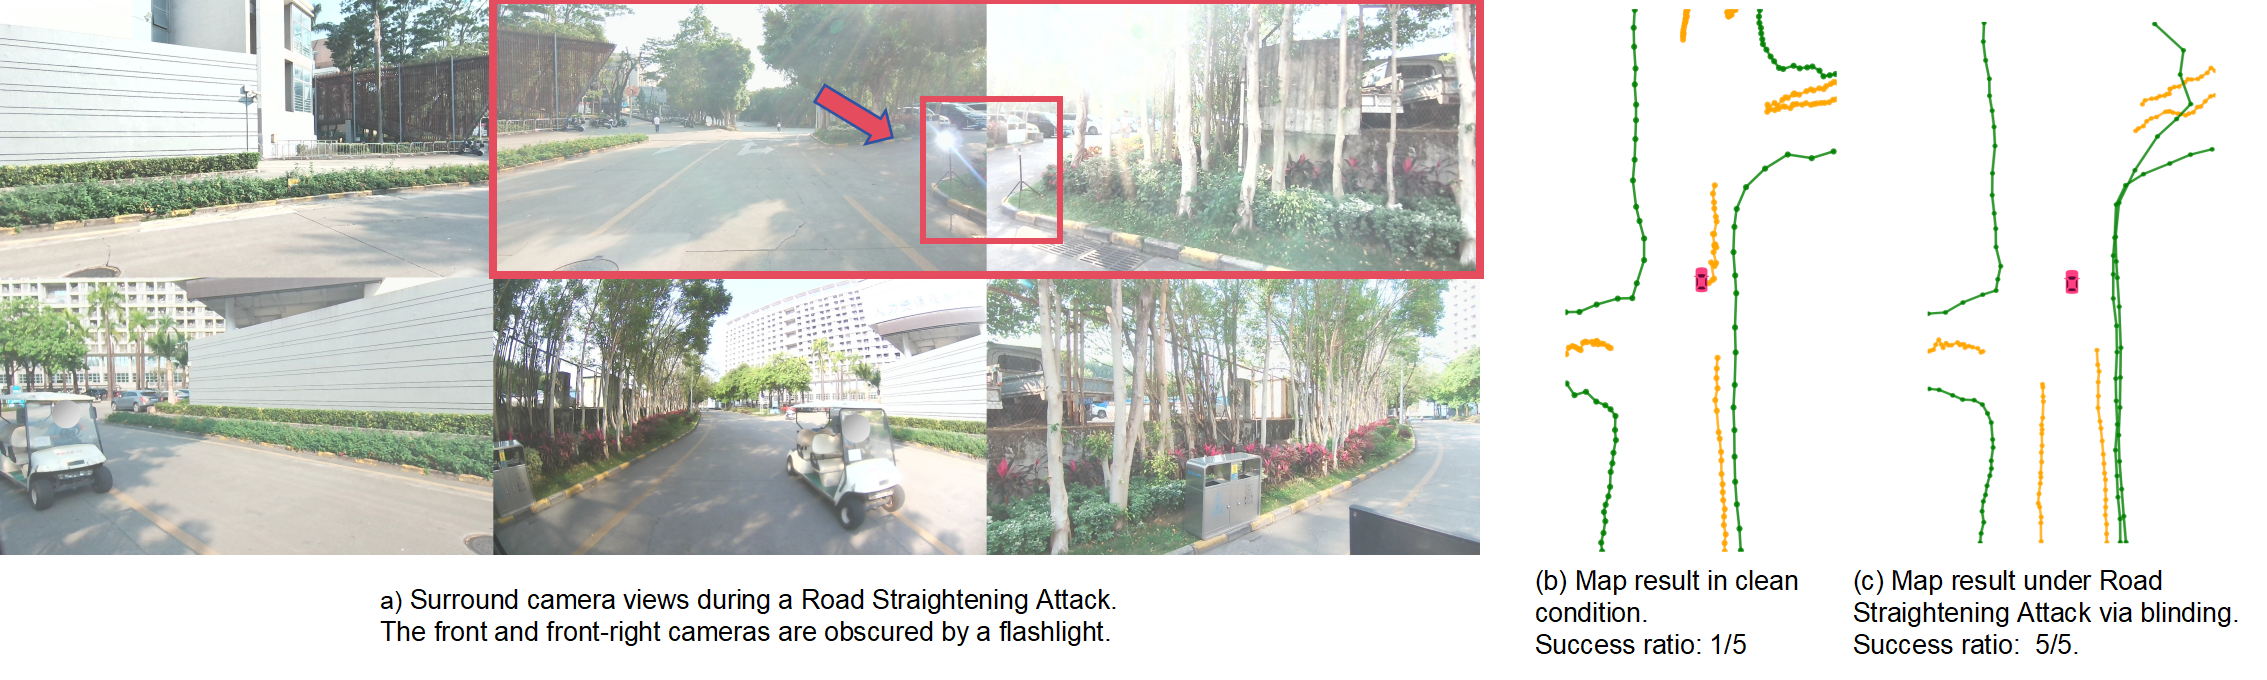 a) Surround camera views during a Road Straightening Attack.
The front and front-right cameras are obscured by a flashlight.
(b) Map result in clean
condition.
Success ratio: 1/5
(c) Map result under Road
Straightening Attack via blinding.
Success ratio:  5/5.